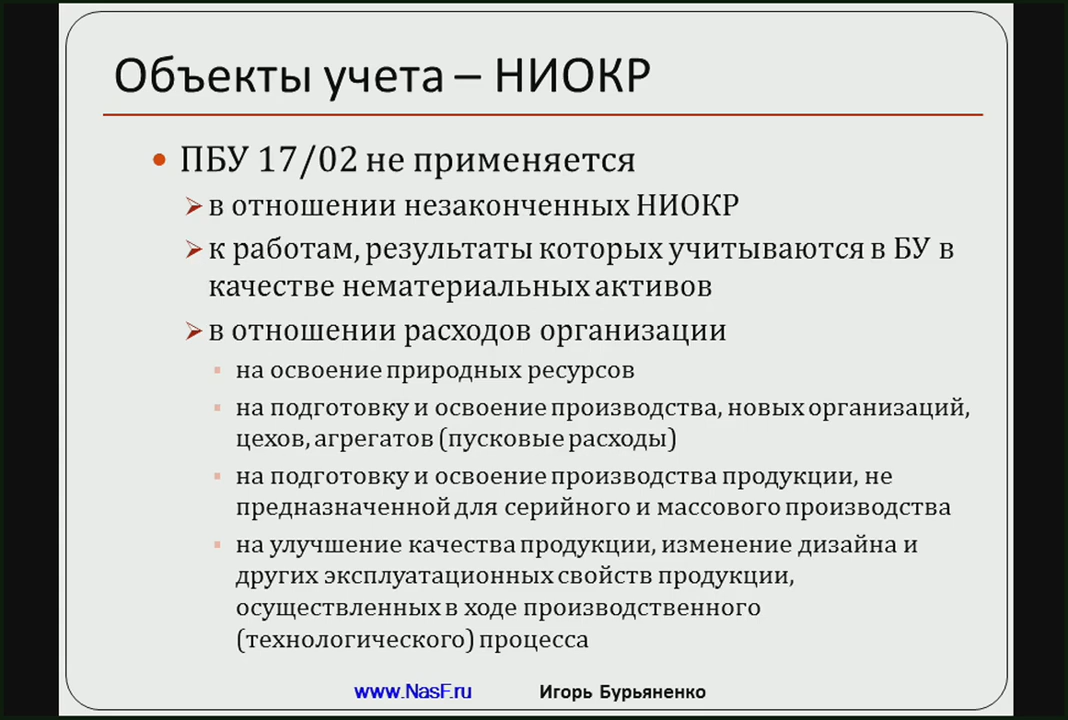 Объекты учета – НИОКР
ПБУ 17/02 не применяется
в отношении незаконченных НИОКР
к работам, результаты которых учитываются в БУ в
качестве нематериальных активов
в отношении расходов организации
на освоение природных ресурсов
на подготовку и освоение производства, новых организаций,
цехов, агрегатов (пусковые расходы)
на подготовку и освоение производства продукции, не
предназначенной для серийного и массового производства
на улучшение качества продукции, изменение дизайна и
других эксплуатационных свойств продукции,
осуществленных в ходе производственного
(технологического) процесса
www.NasF.ru Игорь Бурьяненко